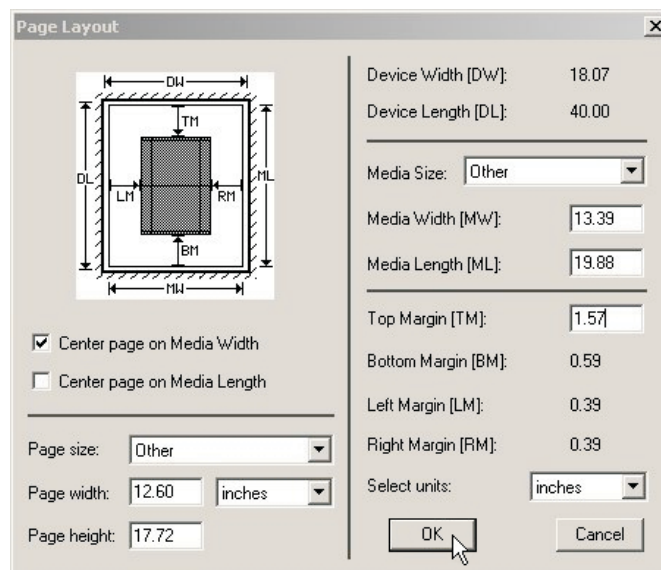 Page Layout
DW
TM
DL
ML
LM
RM
BM
MW
Center page on Media Width
Center page on Media Length
Page size: Other
Page width: 12.60 inches
Page height: 17.72
Device Width [DW]: 18.07
Device Length [DL]: 40.00
Media Size: Other
Media Width [MW]: 13.39
Media Length [ML]: 19.88
Top Margin [TM]: 1.57
Bottom Margin [BM]: 0.59
Left Margin [LM]: 0.39
Right Margin [RM]: 0.39
Select units: inches
OK Cancel